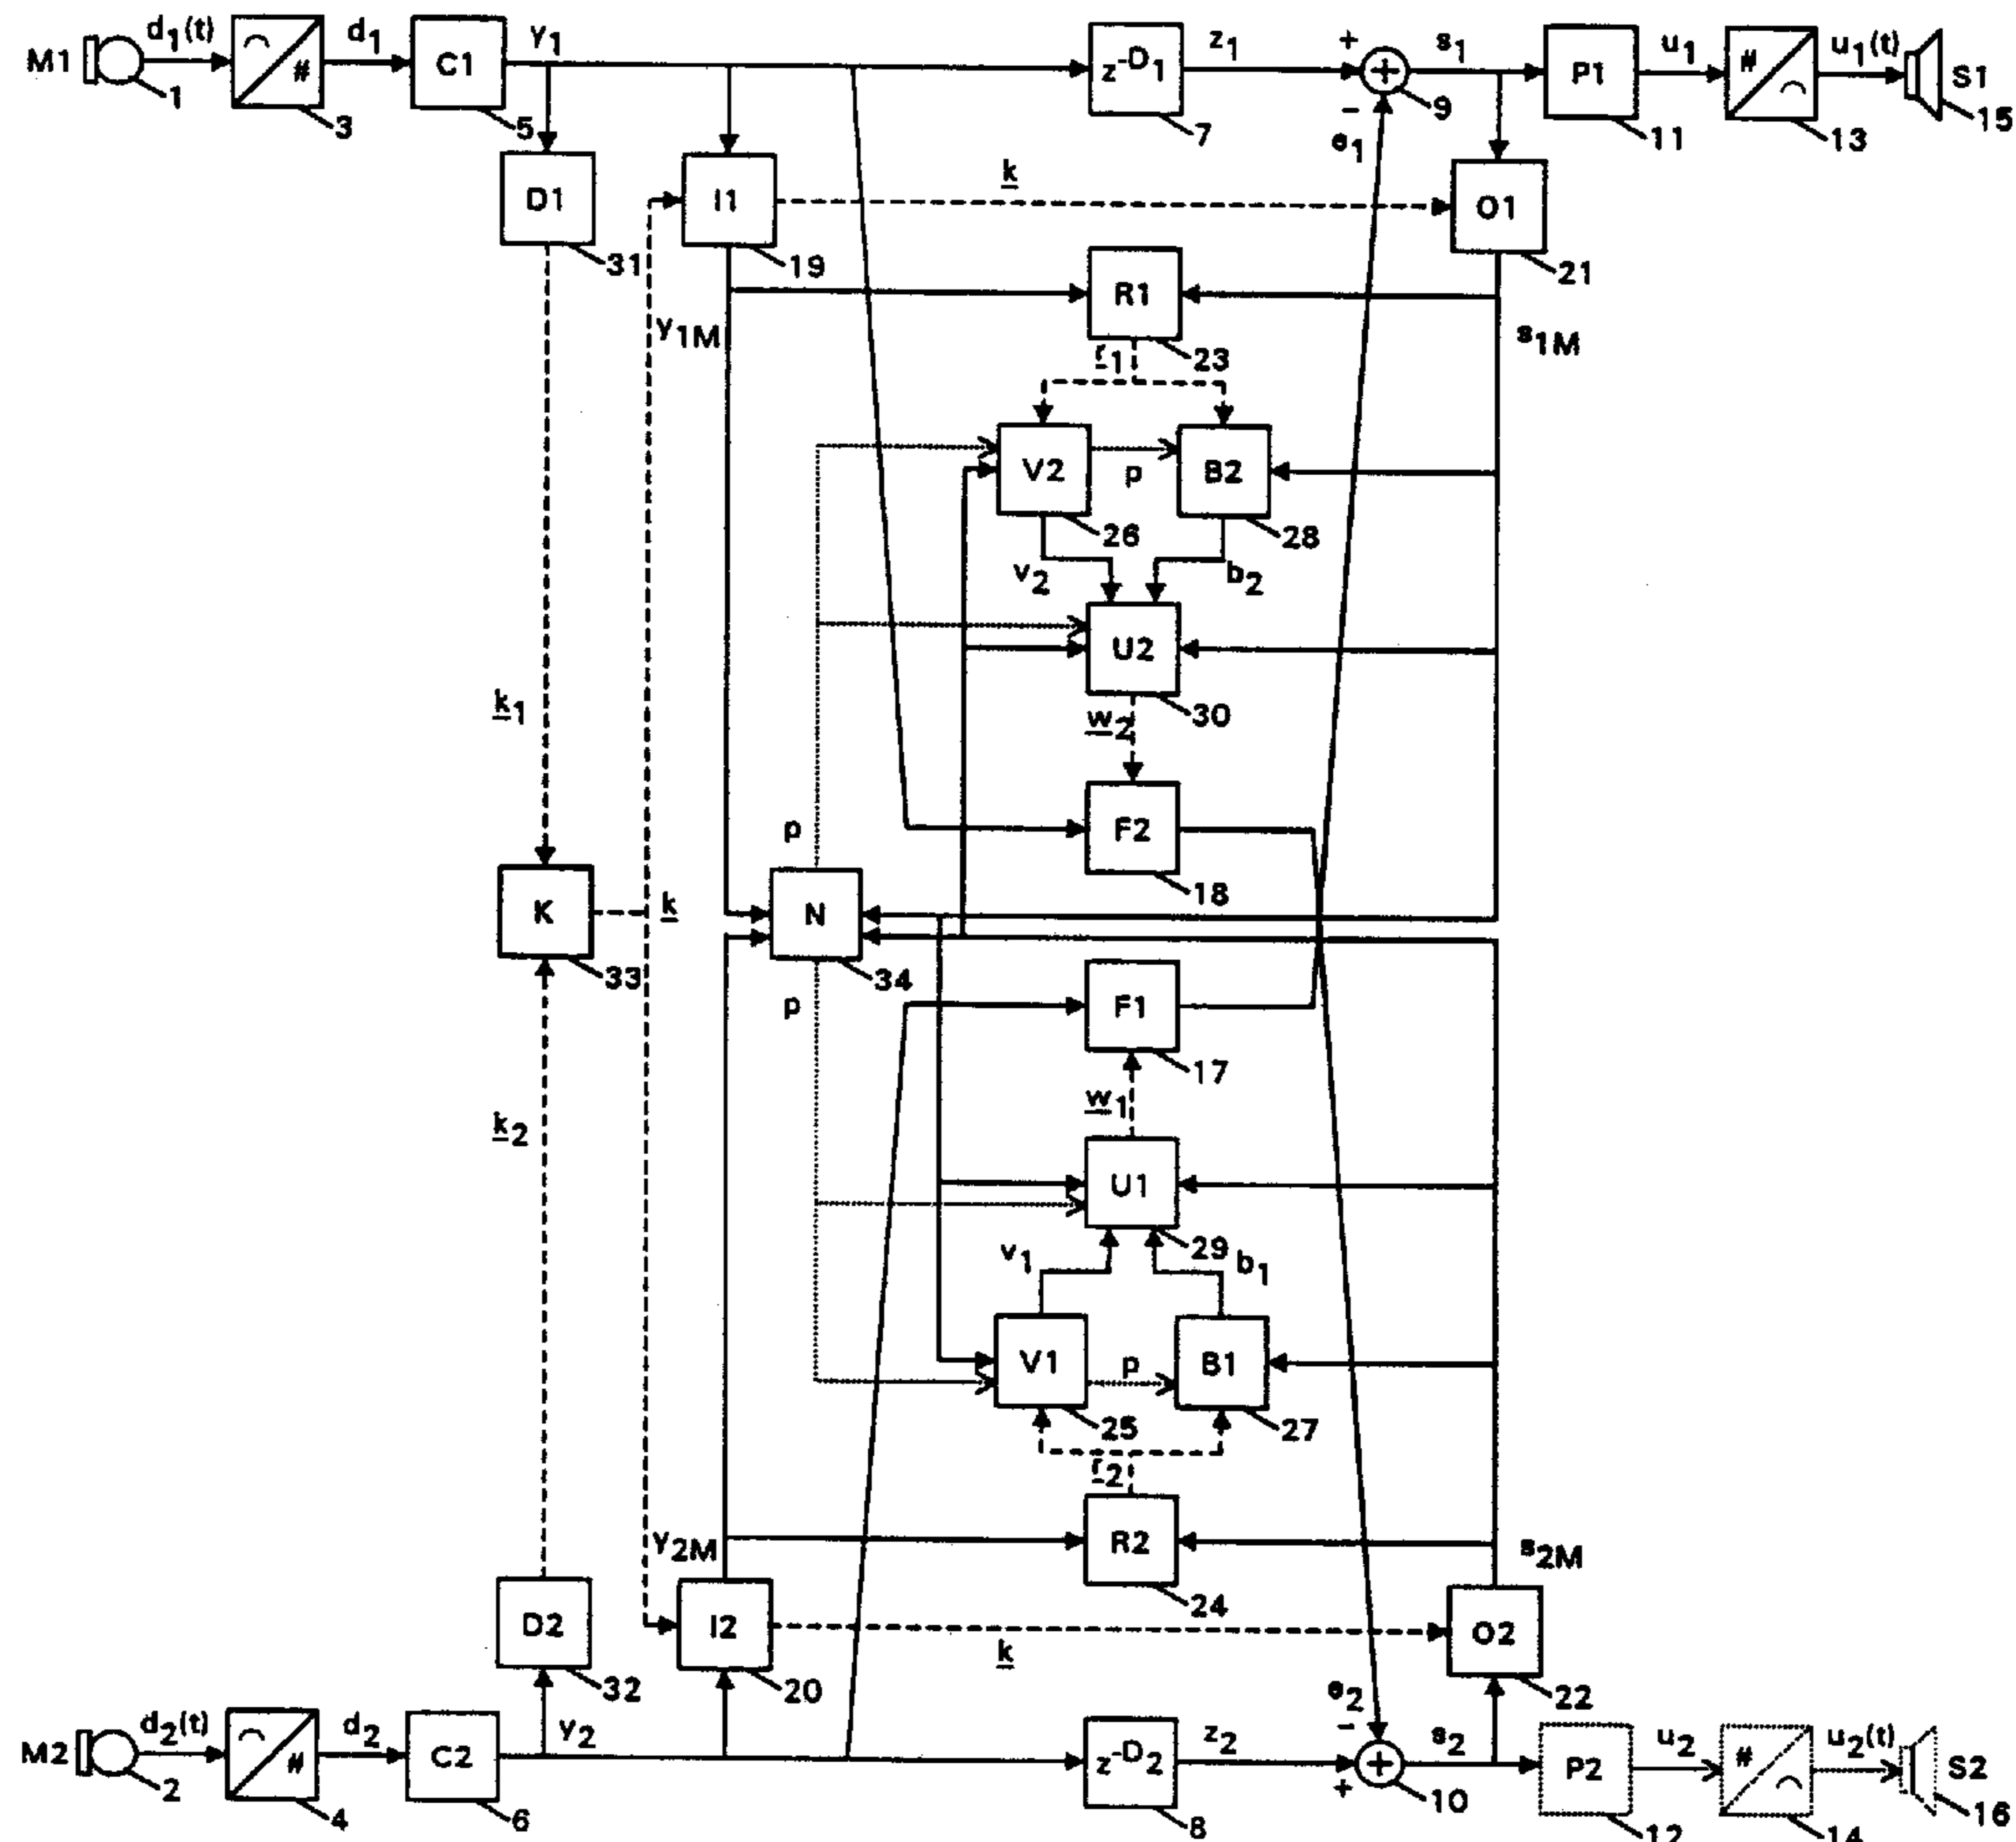 M1 d1(t) d1 C1 y1 z-D1 z1 + s1 P1 u1 # u1(t) S1
1 # 3 5 7 - 9 11 13 15
e1
D1 I1 k O1
31 19 21
R1
y1M r1 23 s1M
V2 p B2
26 28
v2 b2
U2
k1 w2 30
p F2
18
K k N
33 34
p F1
17
k2 w1
U1
v1 29 b1
V1 p B1
25 27
r2
y2M R2 s2M
24
D2 I2 k O2
32 20 e2 22
M2 d2(t) d2 C2 y2 z-D2 z2 - s2 P2 u2 # u2(t) S2
2 # 4 6 8 + 10 12 14 16